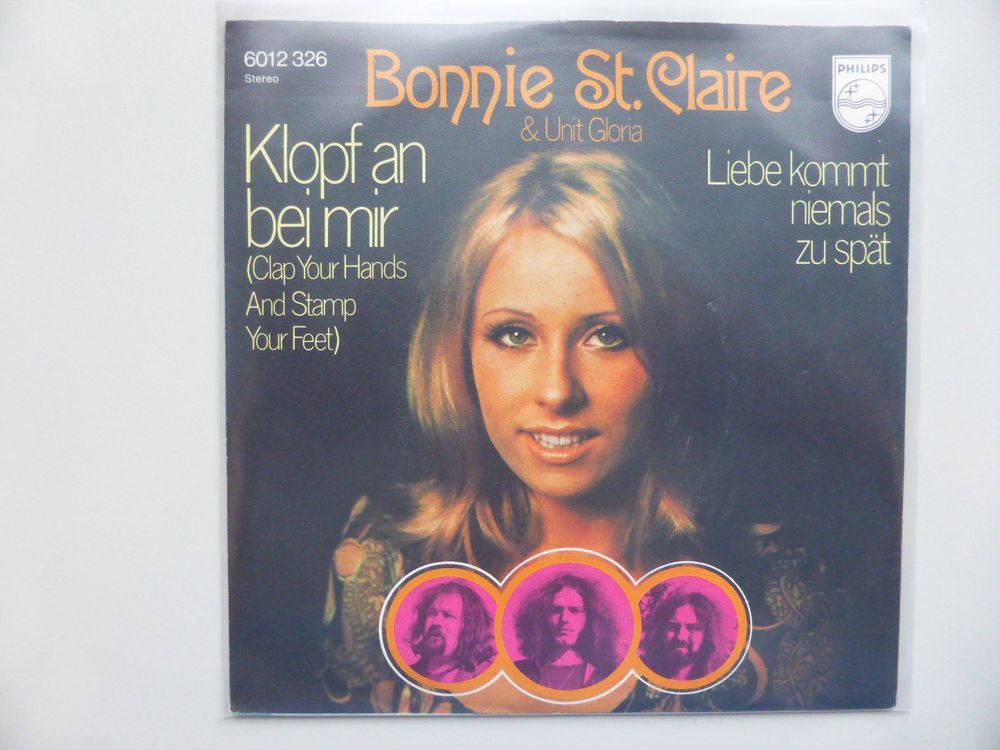 6012 326
Stereo
Bonnie St. Claire
& Unit Gloria
PHILIPS
Klopf an
bei mir
(Clap Your Hands
And Stamp
Your Feet)
Liebe kommt
niemals
zu spät